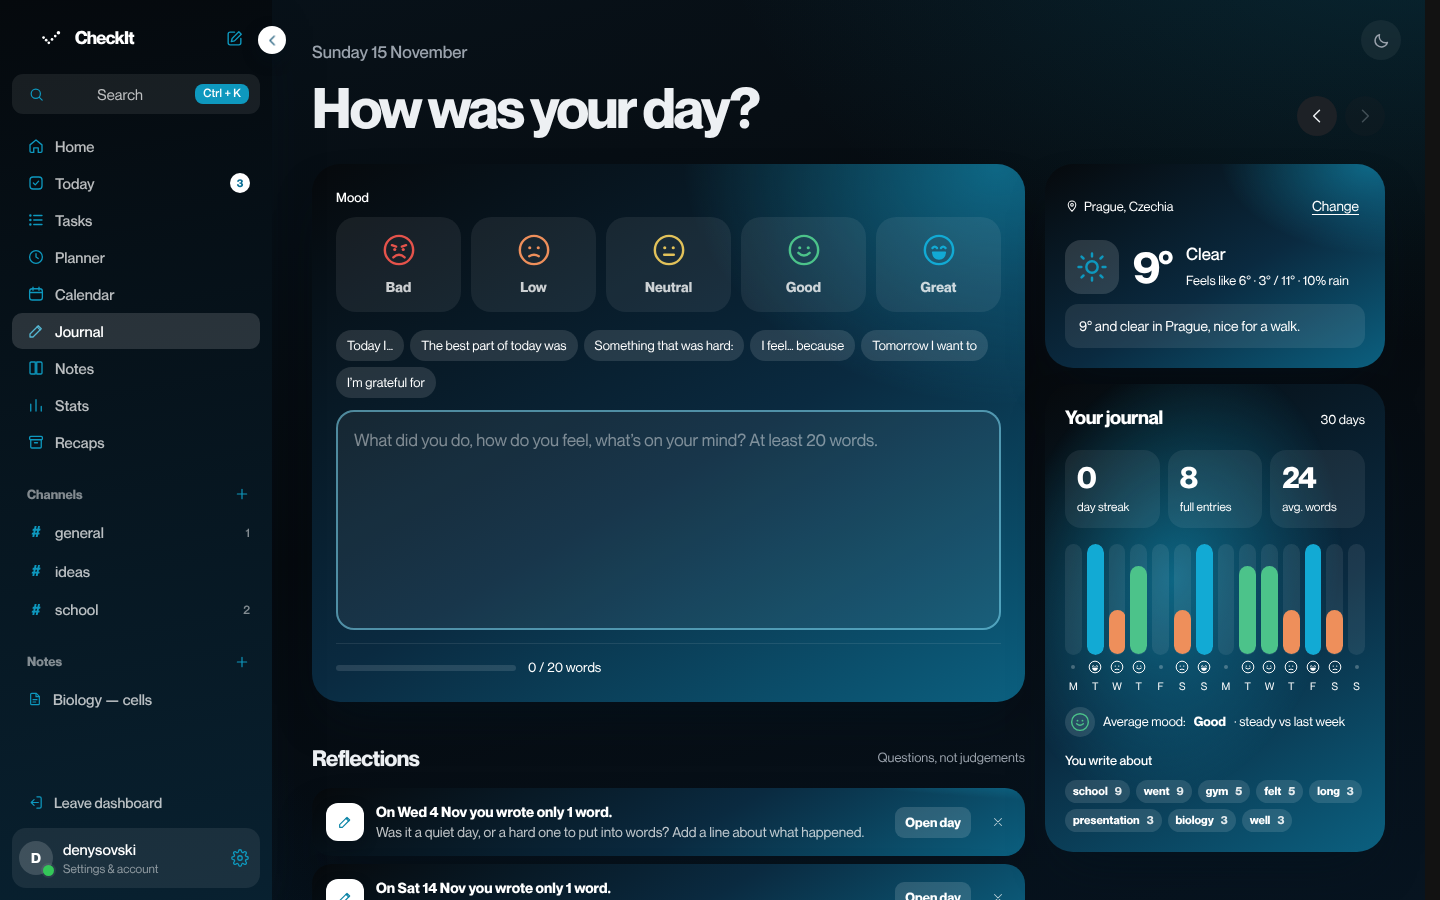 CheckIt
Search
Ctrl + K
Home
Today
3
Tasks
Planner
Calendar
Journal
Notes
Stats
Recaps
Channels
# general
1
# ideas
# school
2
Notes
Biology — cells
Leave dashboard
D
denysovski
Settings & account
Sunday 15 November
How was your day?
Mood
Bad
Low
Neutral
Good
Great
Today I...
The best part of today was
Something that was hard:
I feel... because
Tomorrow I want to
I'm grateful for
What did you do, how do you feel, what's on your mind? At least 20 words.
0 / 20 words
Reflections
Questions, not judgements
On Wed 4 Nov you wrote only 1 word.
Was it a quiet day, or a hard one to put into words? Add a line about what happened.
Open day
On Sat 14 Nov you wrote only 1 word.
Open day
Prague, Czechia
Change
9°
Clear
Feels like 6° · 3° / 11° · 10% rain
9° and clear in Prague, nice for a walk.
Your journal
30 days
0
day streak
8
full entries
24
avg. words
M T W T F S S M T W T F S S
Average mood: Good · steady vs last week
You write about
school 9
went 9
gym 5
felt 5
long 3
presentation 3
biology 3
well 3